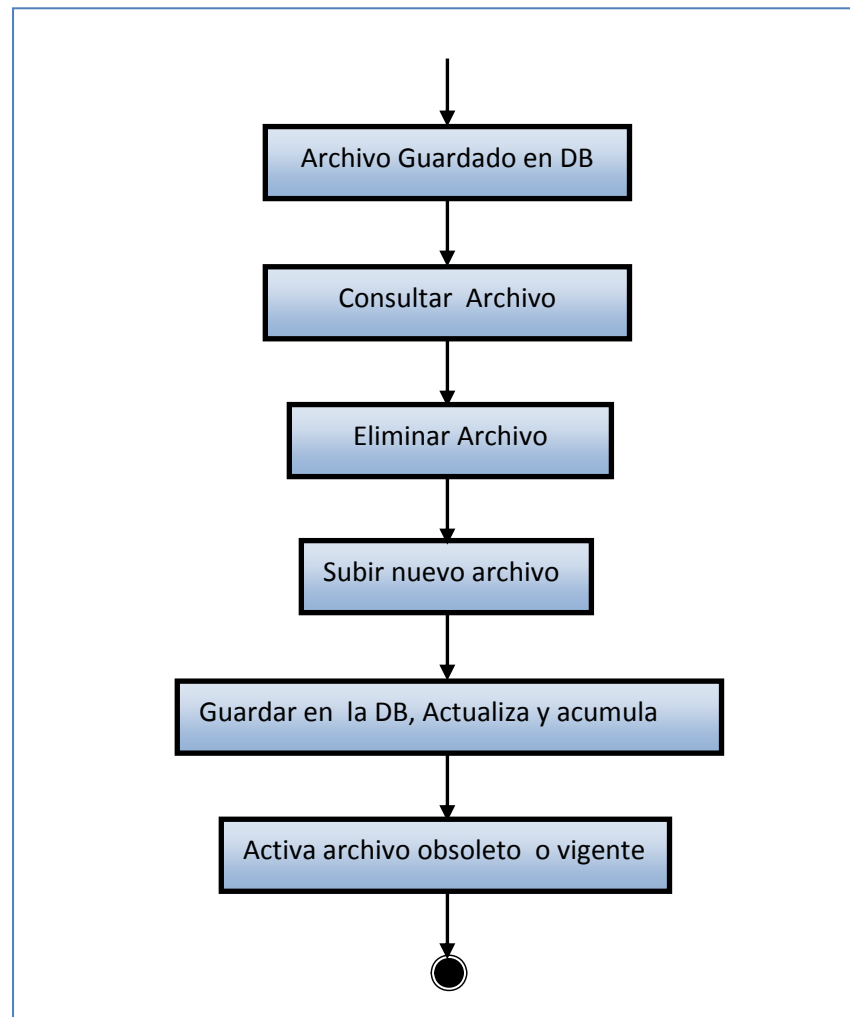 Archivo Guardado en DB
Consultar Archivo
Eliminar Archivo
Subir nuevo archivo
Guardar en la DB, Actualiza y acumula
Activa archivo obsoleto o vigente